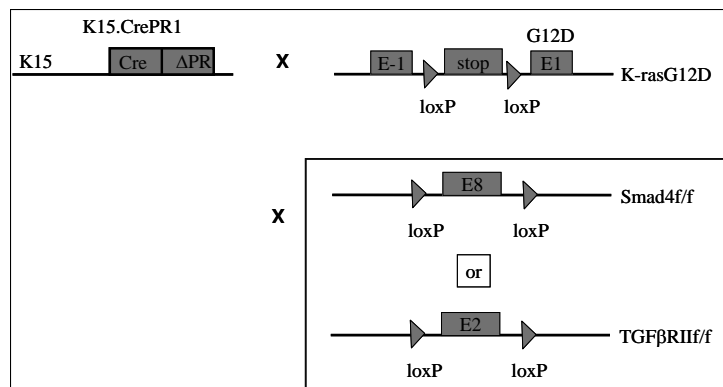 K15.CrePR1
G12D
K15 Cre ΔPR X E-1 stop E1 K-rasG12D
loxP loxP
E8 Smad4f/f
X
loxP loxP
or
E2 TGFβRIIf/f
loxP loxP